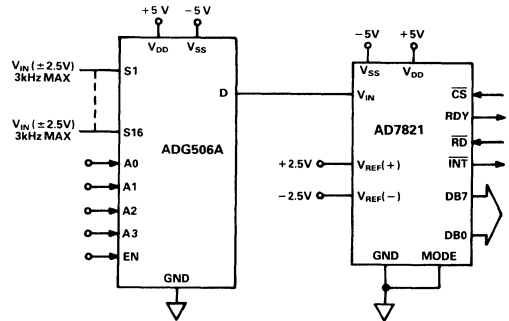 +5V
−5V
VDD
VSS
VIN (±2.5V)
3kHz MAX
S1
D
VIN (±2.5V)
3kHz MAX
S16
A0
ADG506A
A1
A2
A3
EN
GND
−5V
+5V
VSS
VDD
VIN
CS
AD7821
RDY
RD
+2.5V
VREF(+)
INT
−2.5V
VREF(−)
DB7
DB0
GND
MODE